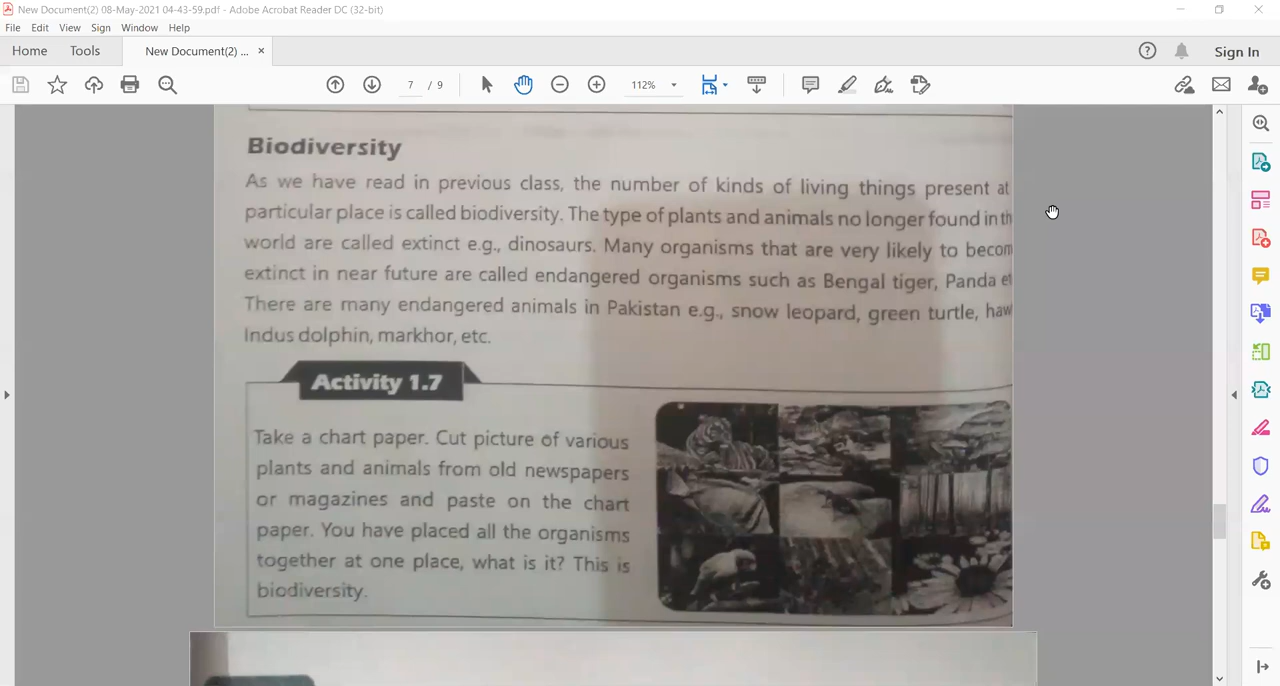 New Document(2) 08-May-2021 04-43-59.pdf - Adobe Acrobat Reader DC (32-bit)
File Edit View Sign Window Help
Home Tools New Document(2) ... × Sign In
7 / 9 112%
Biodiversity
As we have read in previous class, the number of kinds of living things present at
particular place is called biodiversity. The type of plants and animals no longer found in th
world are called extinct e.g., dinosaurs. Many organisms that are very likely to becom
extinct in near future are called endangered organisms such as Bengal tiger, Panda et
There are many endangered animals in Pakistan e.g., snow leopard, green turtle, haw
Indus dolphin, markhor, etc.
Activity 1.7
Take a chart paper. Cut picture of various
plants and animals from old newspapers
or magazines and paste on the chart
paper. You have placed all the organisms
together at one place, what is it? This is
biodiversity.